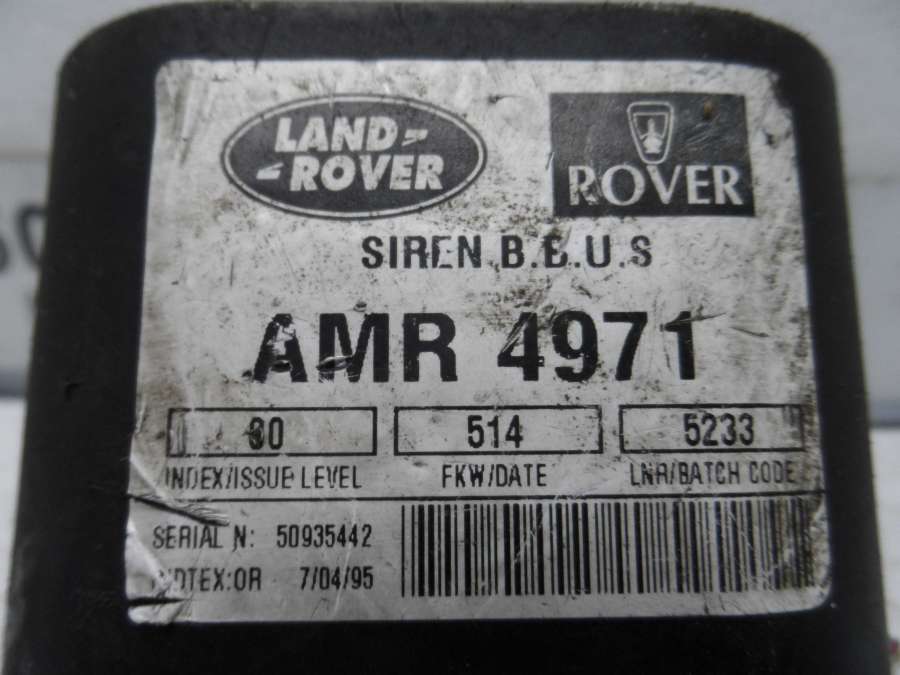 LAND-
-ROVER
ROVER
SIREN B.B.U.S
AMR 4971
514
5233
INDEX/ISSUE LEVEL
FKW/DATE
LNR/BATCH CODE
SERIAL N: 50935442
7/04/95